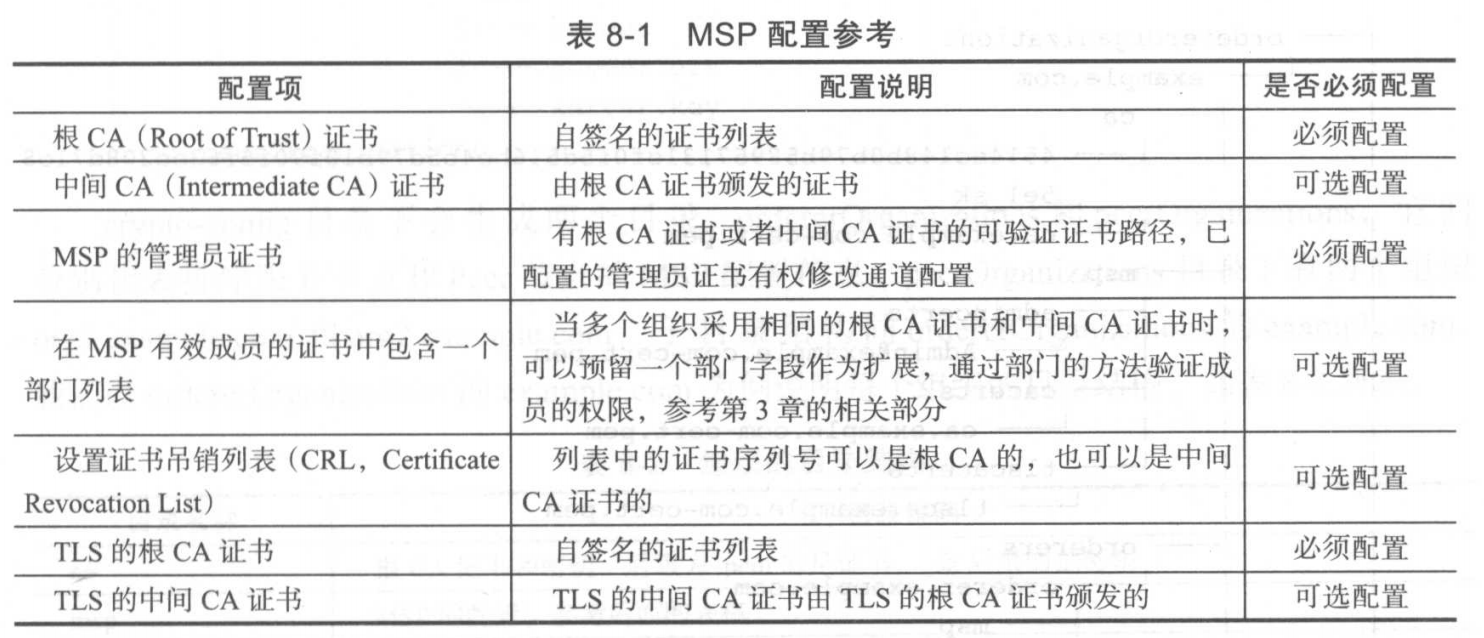 表 8-1 MSP 配置参考
配置项 配置说明 是否必须配置
根 CA（Root of Trust）证书 自签名的证书列表 必须配置
中间 CA（Intermediate CA）证书 由根 CA 证书颁发的证书 可选配置
MSP 的管理员证书 有根 CA 证书或者中间 CA 证书的可验证证书路径，已
配置的管理员证书有权修改通道配置 必须配置
在 MSP 有效成员的证书中包含一个
部门列表
当多个组织采用相同的根 CA 证书和中间 CA 证书时，
可以预留一个部门字段作为扩展，通过部门的方法验证成
员的权限，参考第 3 章的相关部分
可选配置
设置证书吊销列表（CRL，Certificate
Revocation List）
列表中的证书序列号可以是根 CA 的，也可以是中间
CA 证书的
可选配置
TLS 的根 CA 证书 自签名的证书列表 必须配置
TLS 的中间 CA 证书 TLS 的中间 CA 证书由 TLS 的根 CA 证书颁发的 可选配置